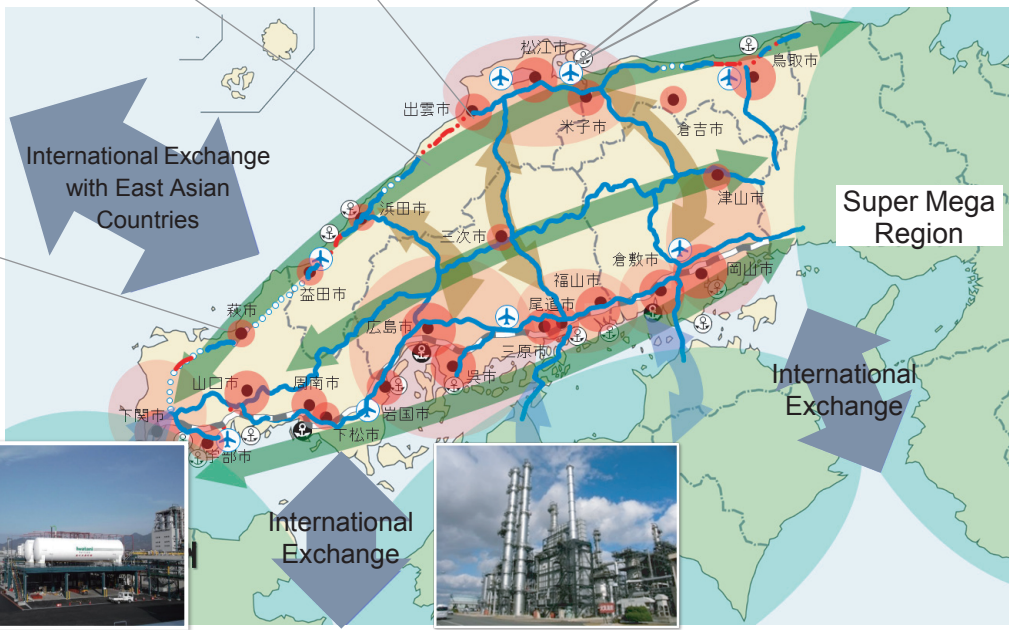 松江市
鳥取市
出雲市
米子市
倉吉市
International Exchange
with East Asian
Countries
浜田市
津山市
Super Mega
Region
三次市
倉敷市
岡山市
益田市
福山市
萩市
尾道市
広島市
三原市
山口市
周南市
呉市
International
Exchange
下関市
岩国市
下松市
宇部市
International
Exchange